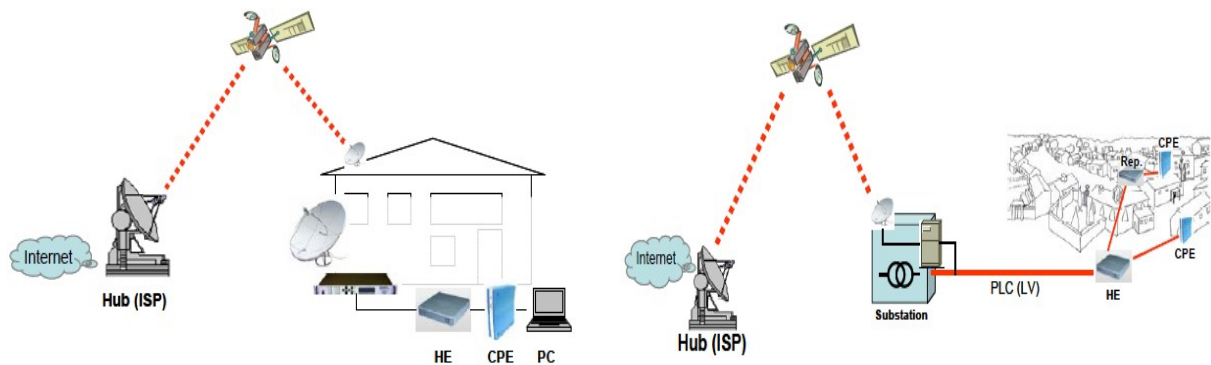 Internet
Hub (ISP)
HE
CPE
PC
Internet
Hub (ISP)
Substation
PLC (LV)
HE
Rep.
CPE
CPE